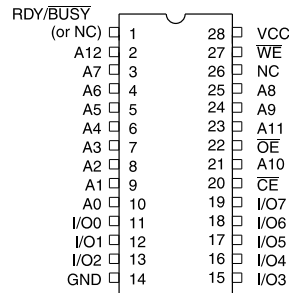 RDY/BUSY
(or NC) 1 28 VCC
A12 2 27 WE
A7 3 26 NC
A6 4 25 A8
A5 5 24 A9
A4 6 23 A11
A3 7 22 OE
A2 8 21 A10
A1 9 20 CE
A0 10 19 I/O7
I/O0 11 18 I/O6
I/O1 12 17 I/O5
I/O2 13 16 I/O4
GND 14 15 I/O3